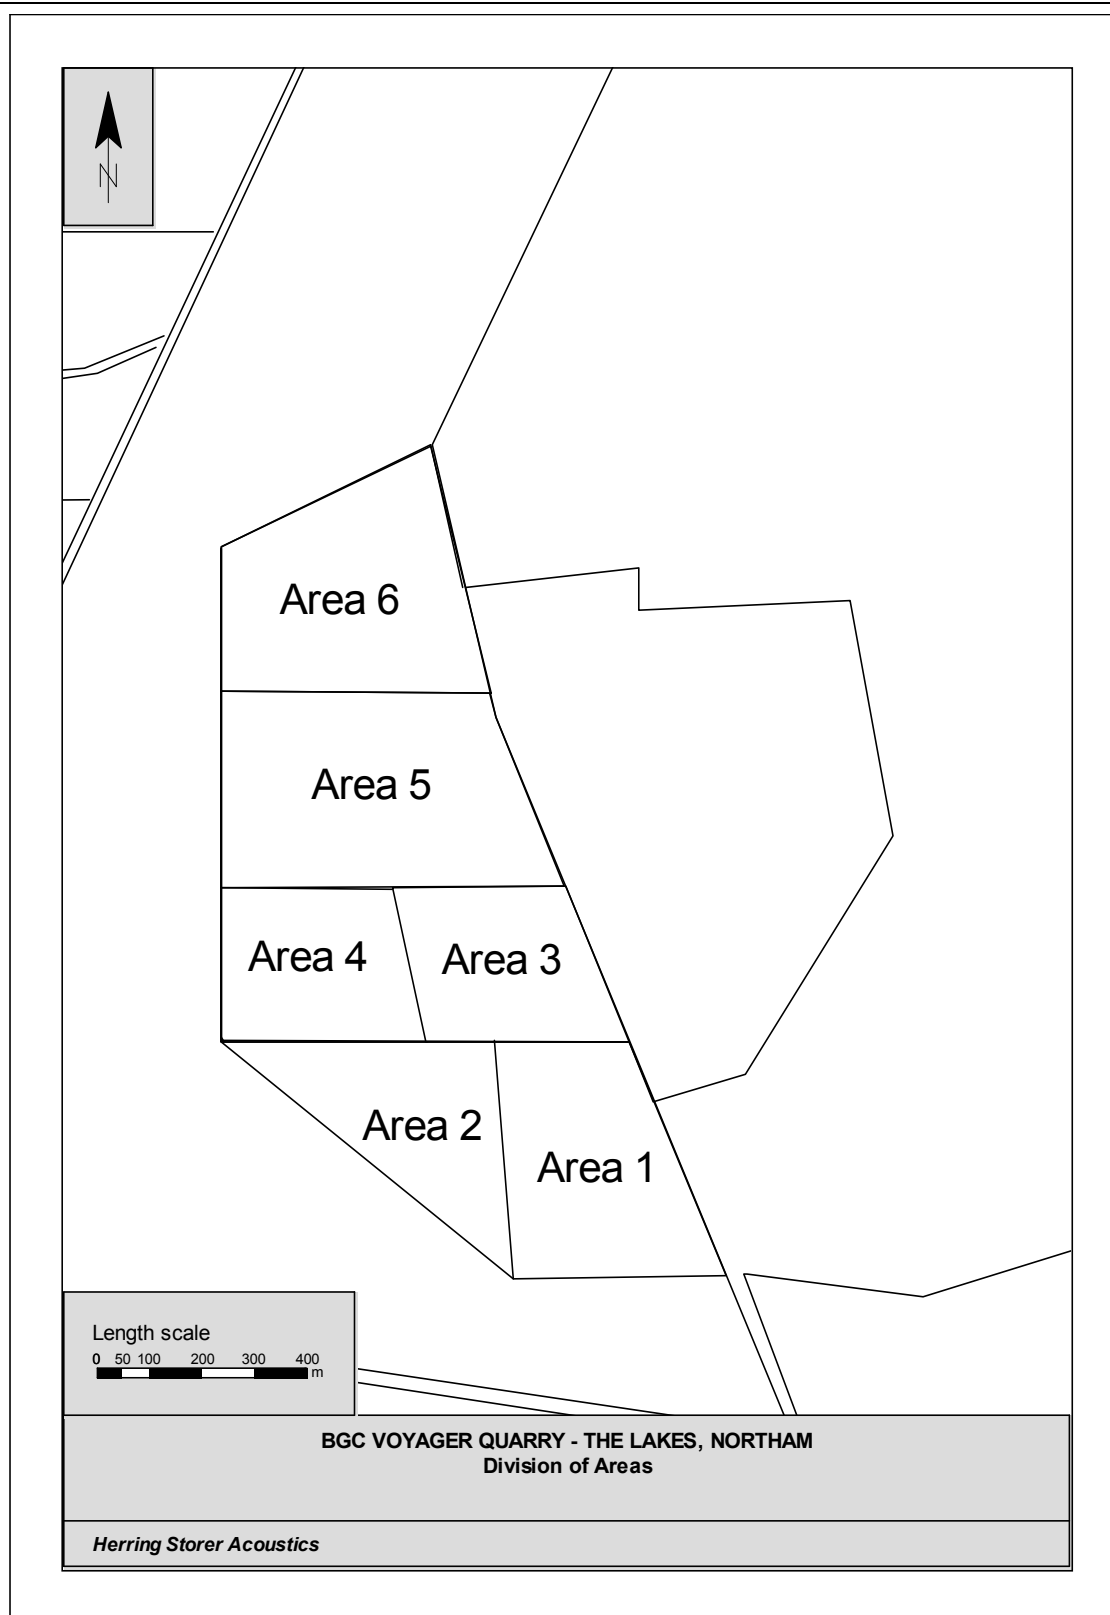 N
Area 6
Area 5
Area 4
Area 3
Area 2
Area 1
Length scale
0 50 100 200 300 400
m
BGC VOYAGER QUARRY - THE LAKES, NORTHAM
Division of Areas
Herring Storer Acoustics